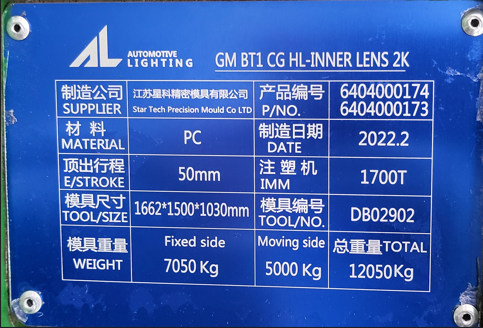 AL AUTOMOTIVE LIGHTING
GM BT1 CG HL-INNER LENS 2K
制造公司 江苏星科精密模具有限公司 产品编号 6404000174
SUPPLIER Star Tech Precision Mould Co LTD P/NO. 6404000173
材 料 PC 制造日期 2022.2
MATERIAL DATE
顶出行程 50mm 注 塑 机 1700T
E/STROKE IMM
模具尺寸 1662*1500*1030mm 模具编号 DB02902
TOOL/SIZE TOOL/NO.
模具重量 Fixed side Moving side 总重量TOTAL
WEIGHT 7050 Kg 5000 Kg 12050Kg